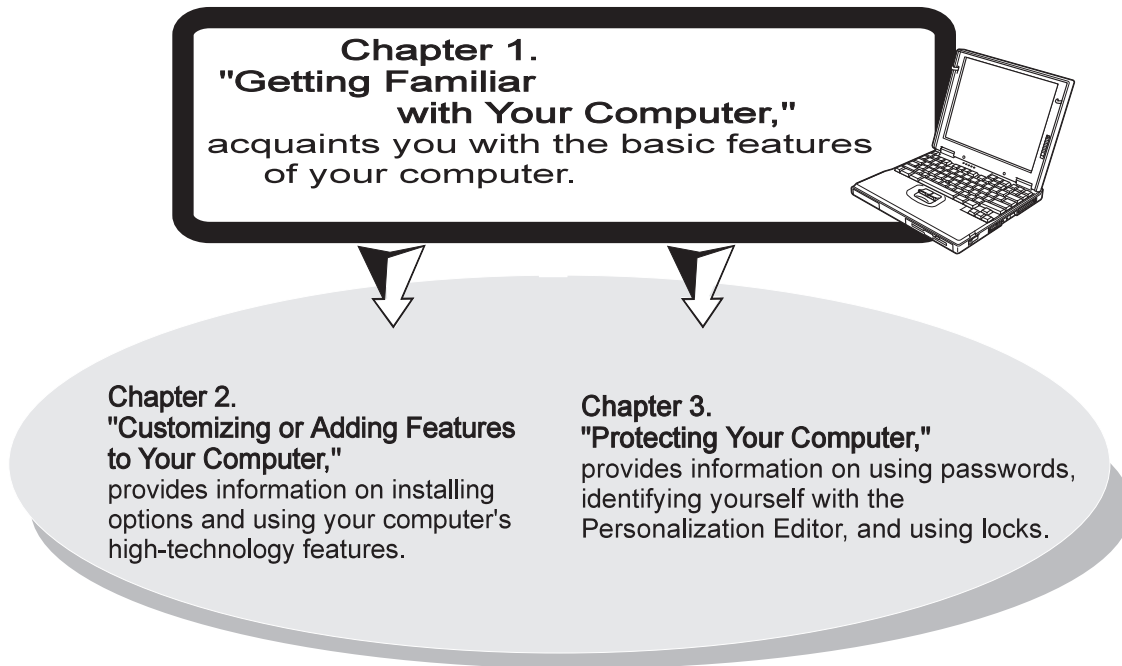 Chapter 1.
"Getting Familiar
with Your Computer,"
acquaints you with the basic features
of your computer.
Chapter 2.
"Customizing or Adding Features
to Your Computer,"
provides information on installing
options and using your computer's
high-technology features.
Chapter 3.
"Protecting Your Computer,"
provides information on using passwords,
identifying yourself with the
Personalization Editor, and using locks.